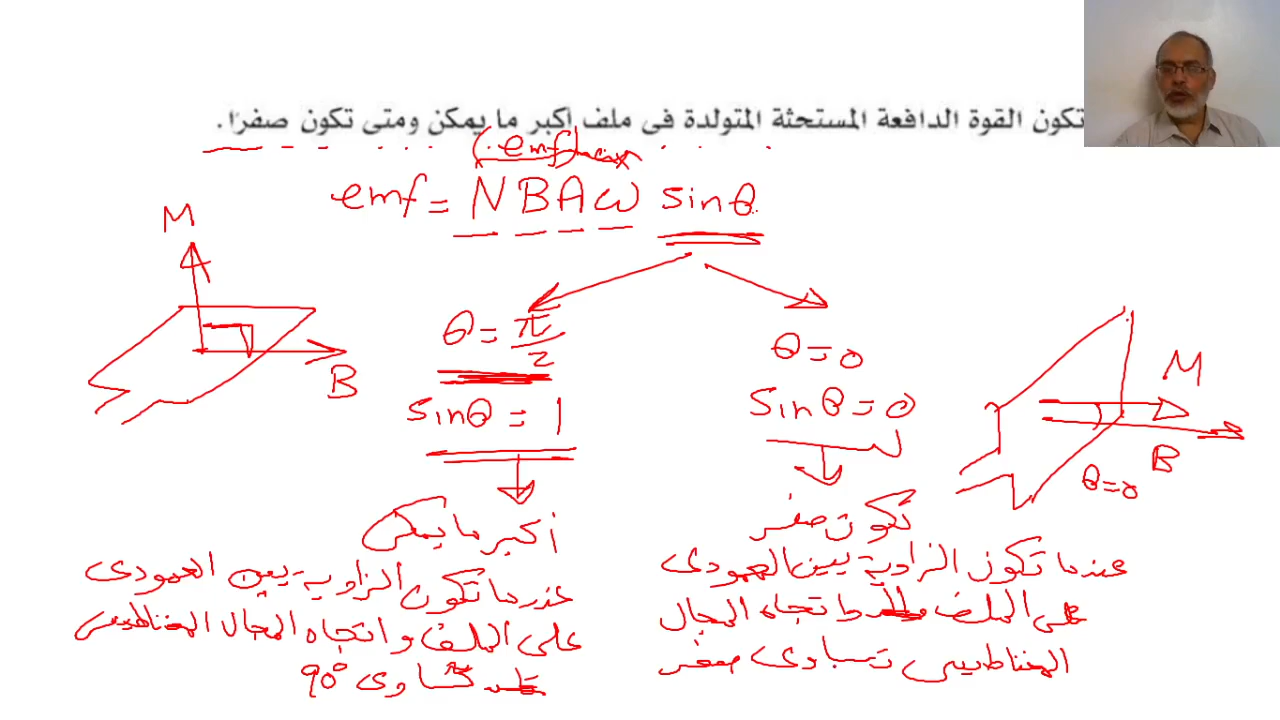 تكون القوة الدافعة المستحثة المتولدة فى ملف اكبر ما يمكن ومتى تكون صفرا .
(emf)max
emf = NBAω sinθ
M
B
θ = π/2
sinθ = 1
أكبر ما يمكن
عندما تكون الزاوية بين العمودى
على الملف واتجاه المجال المغناطيسى
تساوى 90°
θ = 0
sinθ = 0
تكون صفر
عندما تكون الزاوية بين العمودى
على الملف واتجاه المجال
المغناطيسى تساوى صفر
M
B
θ = 0